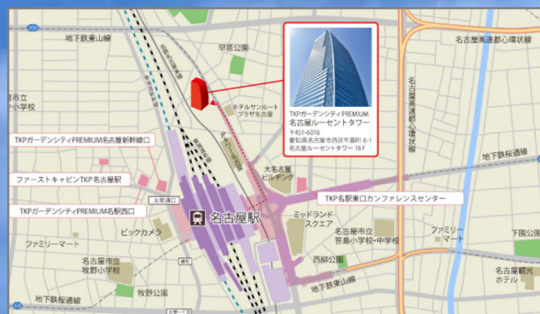 地下鉄東山線
早苗公園
名古屋高速都心環状線
TKPガーデンシティPREMIUM
名古屋ルーセントタワー
〒451-6016
愛知県名古屋市西区牛島町 6-1
名古屋ルーセントタワー 16F
ホテルサンルート
プラザ名古屋
名古屋高速都心環状線
TKPガーデンシティPREMIUM名古屋新幹線口
地下鉄桜通線
ファーストキャビンTKP名古屋駅
大名古屋
ビルヂング
TKP名駅東口カンファレンスセンター
TKPガーデンシティPREMIUM名駅西口
名古屋駅
ミッドランド
スクエア
ビックカメラ
名古屋市立
笹島小学校・中学校
ファミリー
マート
下園公園
ファミリーマート
西柳公園
名古屋市立
牧野小学校
名古屋観光
ホテル
牧野公園
地下鉄東山線
地下鉄桜通線